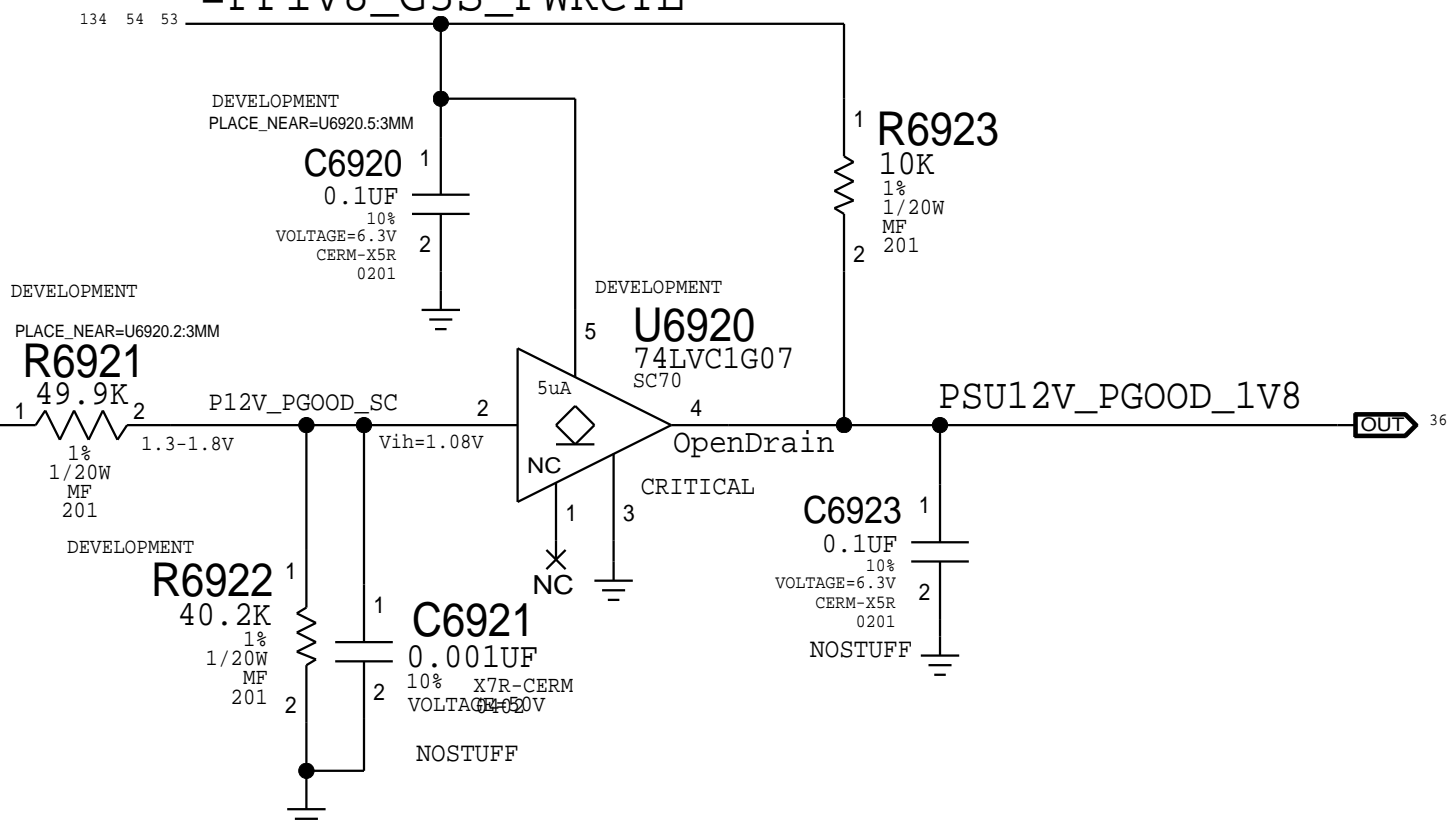 =PP1V8_G3S_PWRCTL
134 54 53
DEVELOPMENT
PLACE_NEAR=U6920.5:3MM
C6920
0.1UF
10%
VOLTAGE=6.3V
CERM-X5R
0201
1
2
1
R6923
10K
1%
1/20W
MF
201
2
DEVELOPMENT
PLACE_NEAR=U6920.2:3MM
R6921
49.9K
1
2
1%
1/20W
MF
201
1.3-1.8V
P12V_PGOOD_SC
Vih=1.08V
2
DEVELOPMENT
U6920
74LVC1G07
SC70
5
5uA
NC
4
OpenDrain
CRITICAL
1
3
NC
PSU12V_PGOOD_1V8
OUT
36
DEVELOPMENT
R6922
40.2K
1%
1/20W
MF
201
1
2
1
2
C6921
0.001UF
10%
X7R-CERM
VOLTAGE=50V
0402
NOSTUFF
C6923
0.1UF
10%
VOLTAGE=6.3V
CERM-X5R
0201
1
2
NOSTUFF